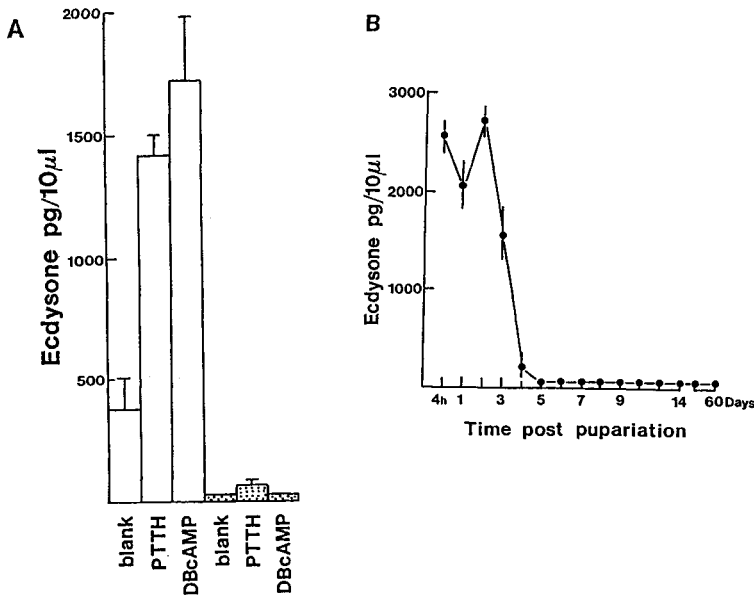 A
Ecdysone pg/10µl
2000
1500
1000
500
blank
PTTH
DBcAMP
blank
PTTH
DBcAMP
B
Ecdysone pg/10µl
3000
2000
1000
4h 1 3 5 7 9 14 60 Days
Time post pupariation